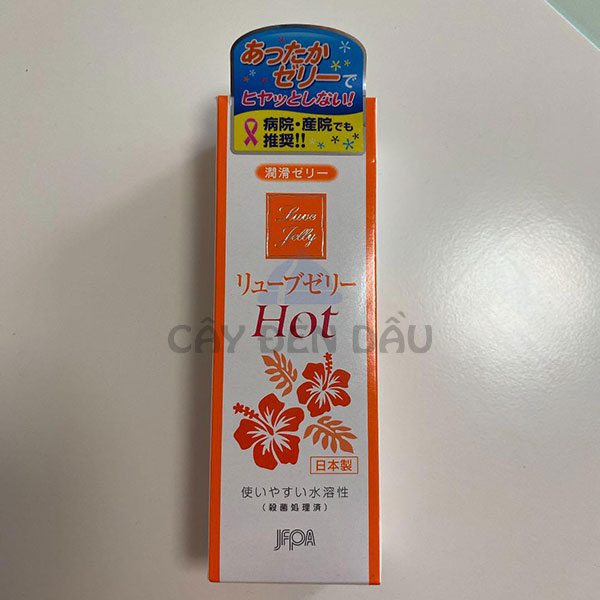 あったか
ゼリーで
ヒヤッとしない!
病院・産院でも
推奨!!
潤滑ゼリー
Luve
Jelly
リューブゼリー
Hot
CÂY ĐÈN DẦU
日本製
使いやすい水溶性
(殺菌処理済)
JFPA